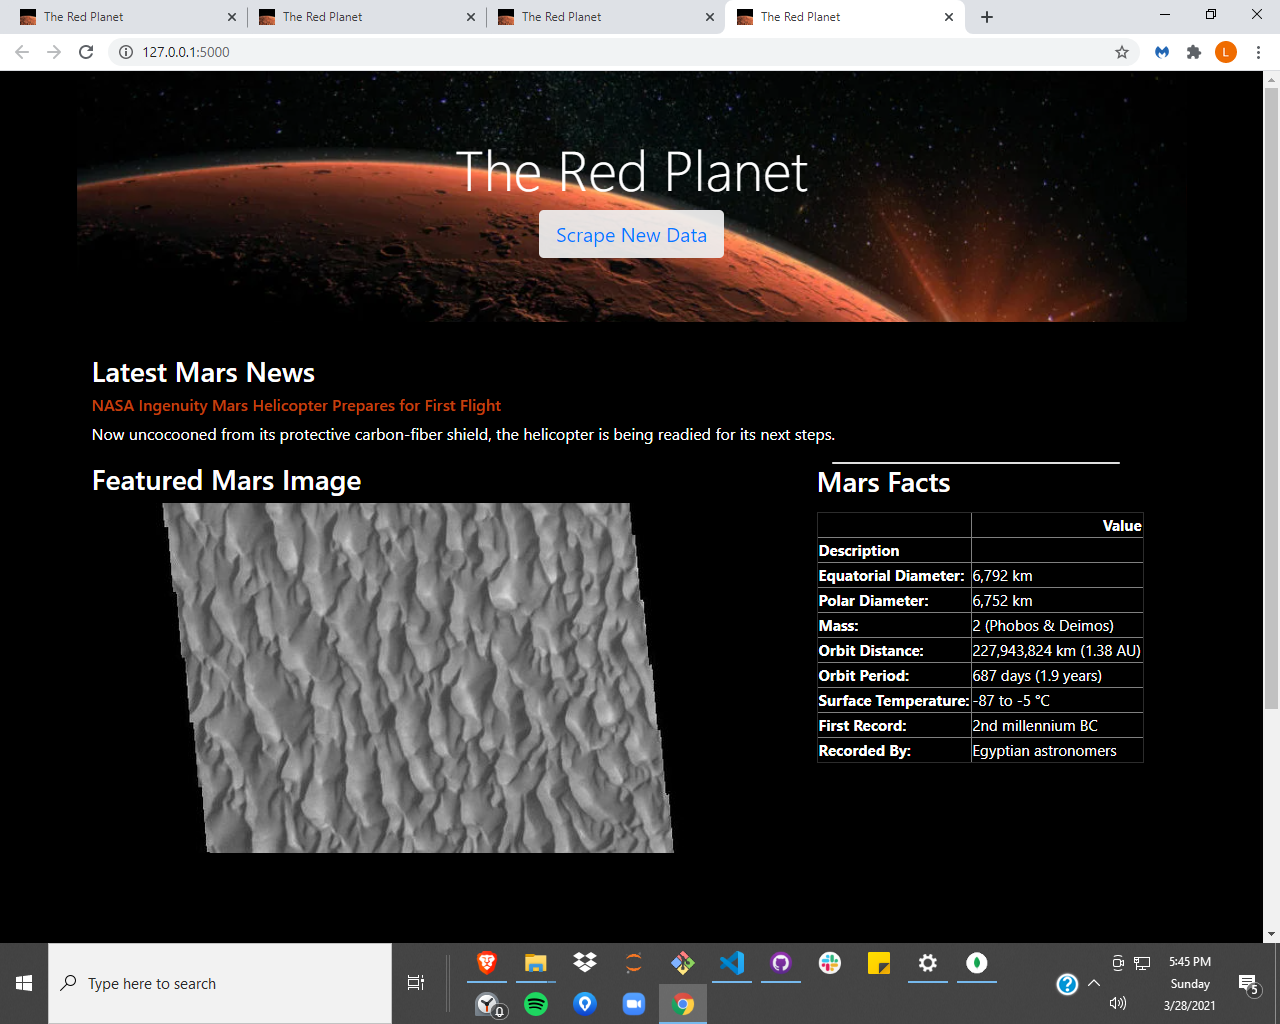 The Red Planet
The Red Planet
The Red Planet
The Red Planet
127.0.0.1:5000
L
The Red Planet
Scrape New Data
Latest Mars News
NASA Ingenuity Mars Helicopter Prepares for First Flight
Now uncocooned from its protective carbon-fiber shield, the helicopter is being readied for its next steps.
Featured Mars Image
Mars Facts
Value
Description
Equatorial Diameter: 6,792 km
Polar Diameter: 6,752 km
Mass: 2 (Phobos & Deimos)
Orbit Distance: 227,943,824 km (1.38 AU)
Orbit Period: 687 days (1.9 years)
Surface Temperature: -87 to -5 °C
First Record: 2nd millennium BC
Recorded By: Egyptian astronomers
Type here to search
5:45 PM
Sunday
3/28/2021
5